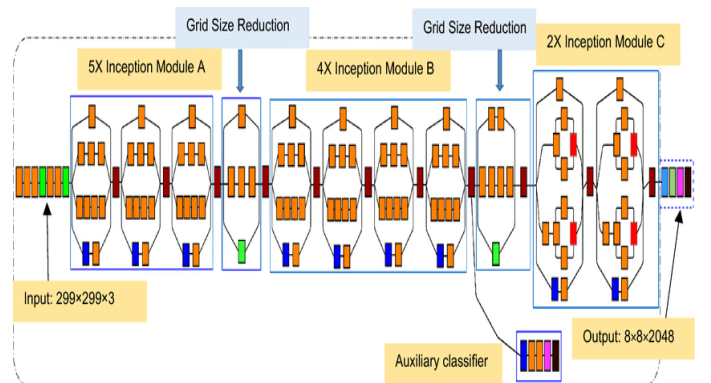 Grid Size Reduction
Grid Size Reduction
5X Inception Module A
4X Inception Module B
2X Inception Module C
Input: 299×299×3
Output: 8×8×2048
Auxiliary classifier